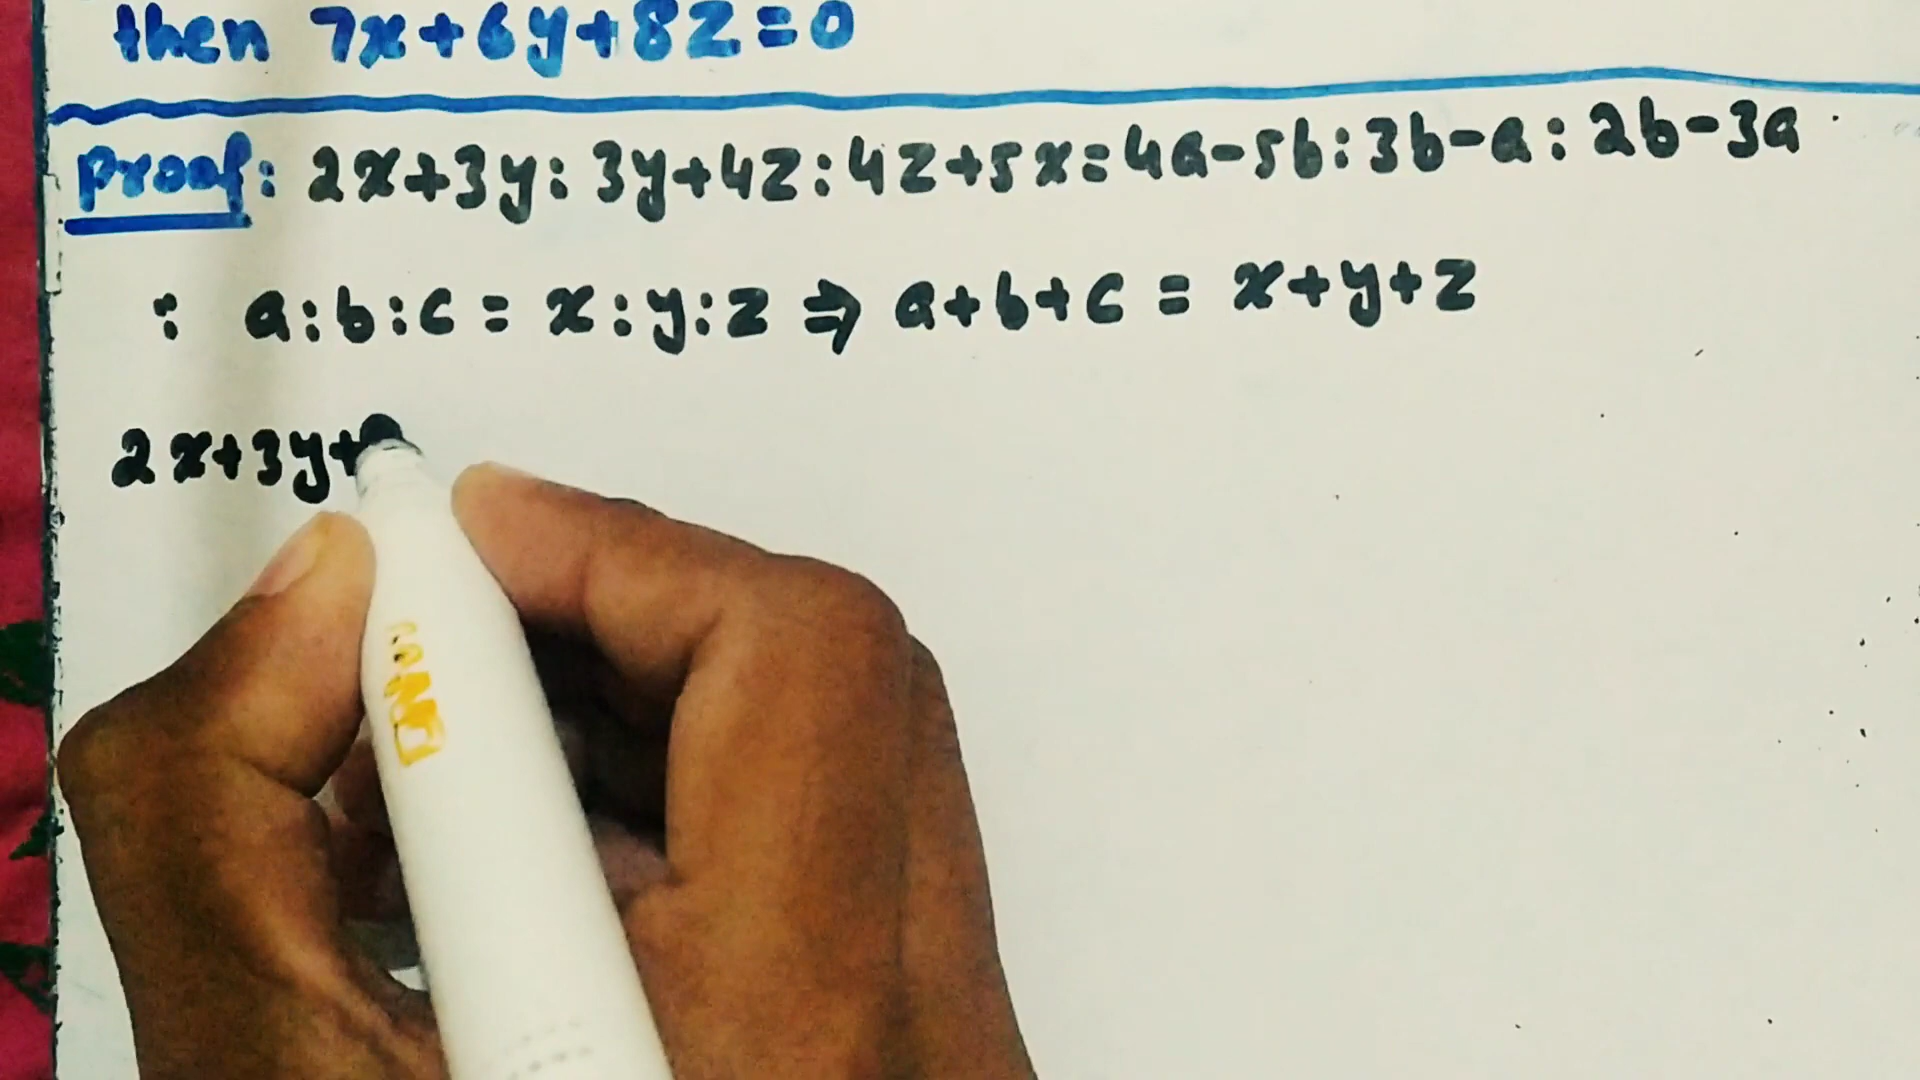 then 7x+6y+8z=0
Proof: 2x+3y:3y+4z:4z+5x=4a-5b:3b-a:2b-3a
: a:b:c = x:y:z ⇒ a+b+c = x+y+z
2x+3y+